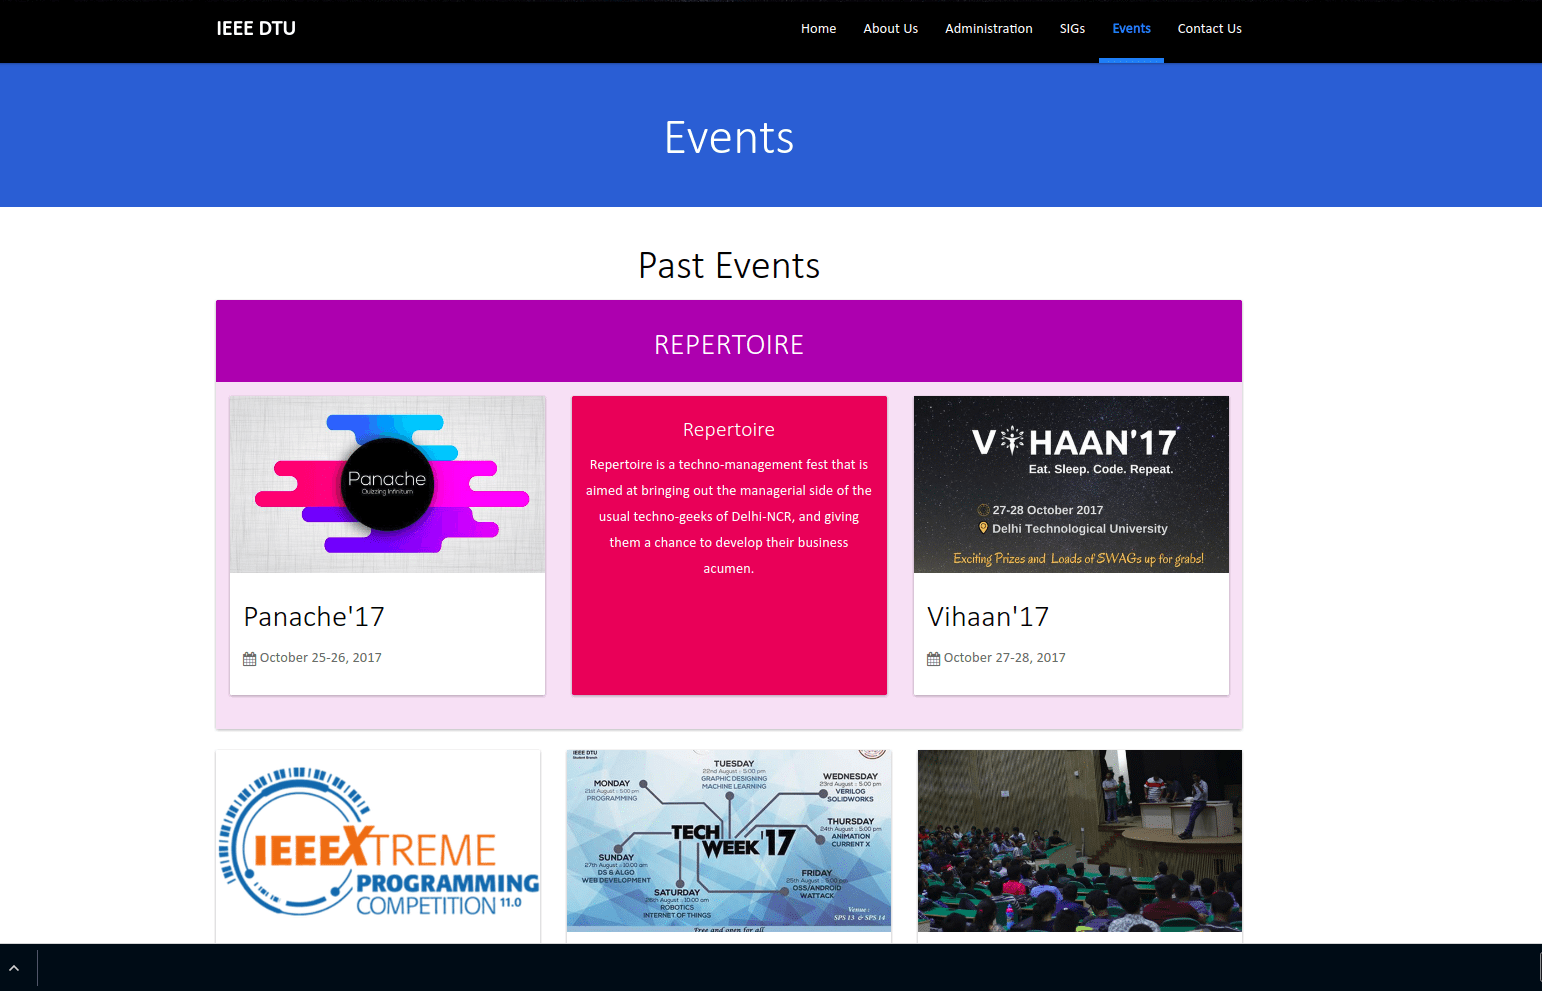 IEEE DTU
Home About Us Administration SIGs Events Contact Us
Events
Past Events
REPERTOIRE
Panache
Quizzing Infinitum
Panache'17
October 25-26, 2017
Repertoire
Repertoire is a techno-management fest that is
aimed at bringing out the managerial side of the
usual techno-geeks of Delhi-NCR, and giving
them a chance to develop their business
acumen.
VIHAAN'17
Eat. Sleep. Code. Repeat.
27-28 October 2017
Delhi Technological University
Exciting Prizes and Loads of SWAGs up for grabs!
Vihaan'17
October 27-28, 2017
IEEEXTREME
PROGRAMMING
COMPETITION 11.0
IEEE DTU
Student Branch
TECH WEEK '17
MONDAY
21st August :: 5:00 pm
PROGRAMMING
TUESDAY
22nd August :: 5:00 pm
GRAPHIC DESIGNING
MACHINE LEARNING
WEDNESDAY
23rd August :: 5:00 pm
VERILOG
SOLIDWORKS
THURSDAY
24th August :: 5:00 pm
ANIMATION
CURRENT X
FRIDAY
25th August :: 5:00 pm
OSS/ANDROID
WATTACK
SATURDAY
26th August :: 10:00 am
ROBOTICS
INTERNET OF THINGS
SUNDAY
27th August :: 10:00 am
DS & ALGO
WEB DEVELOPMENT
Venue :
SPS 13 & SPS 14
Free and open for all